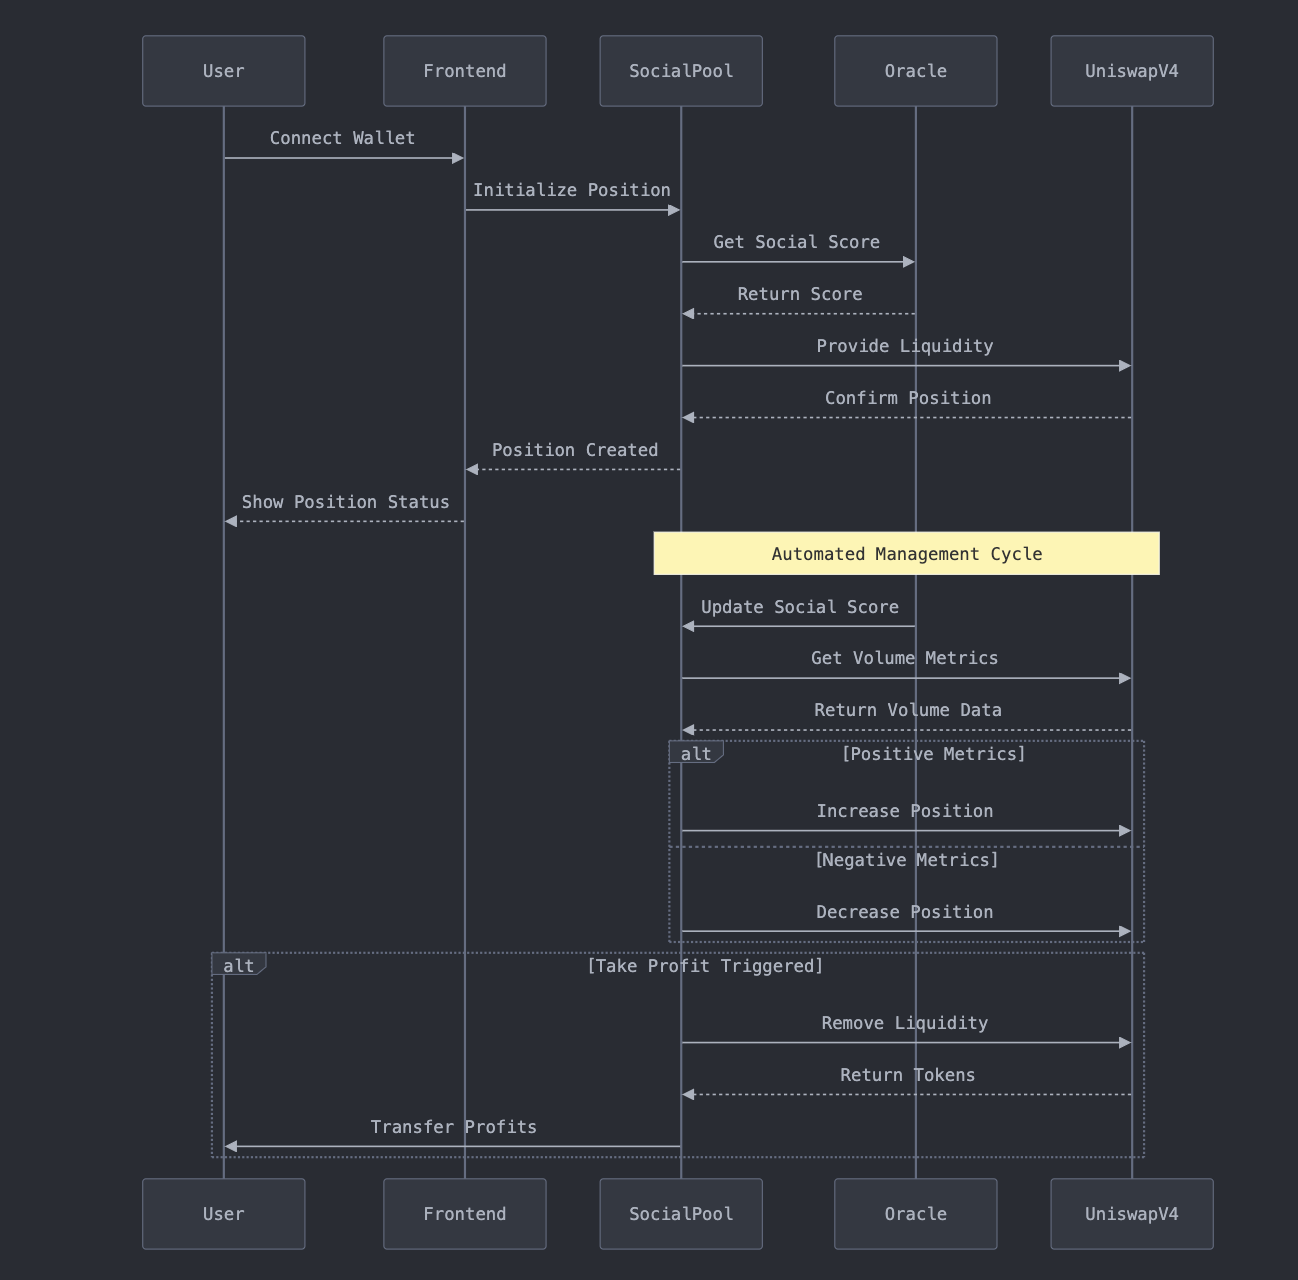 User Frontend SocialPool Oracle UniswapV4
Connect Wallet
Initialize Position
Get Social Score
Return Score
Provide Liquidity
Confirm Position
Position Created
Show Position Status
Automated Management Cycle
Update Social Score
Get Volume Metrics
Return Volume Data
alt [Positive Metrics]
Increase Position
[Negative Metrics]
Decrease Position
alt [Take Profit Triggered]
Remove Liquidity
Return Tokens
Transfer Profits
User Frontend SocialPool Oracle UniswapV4